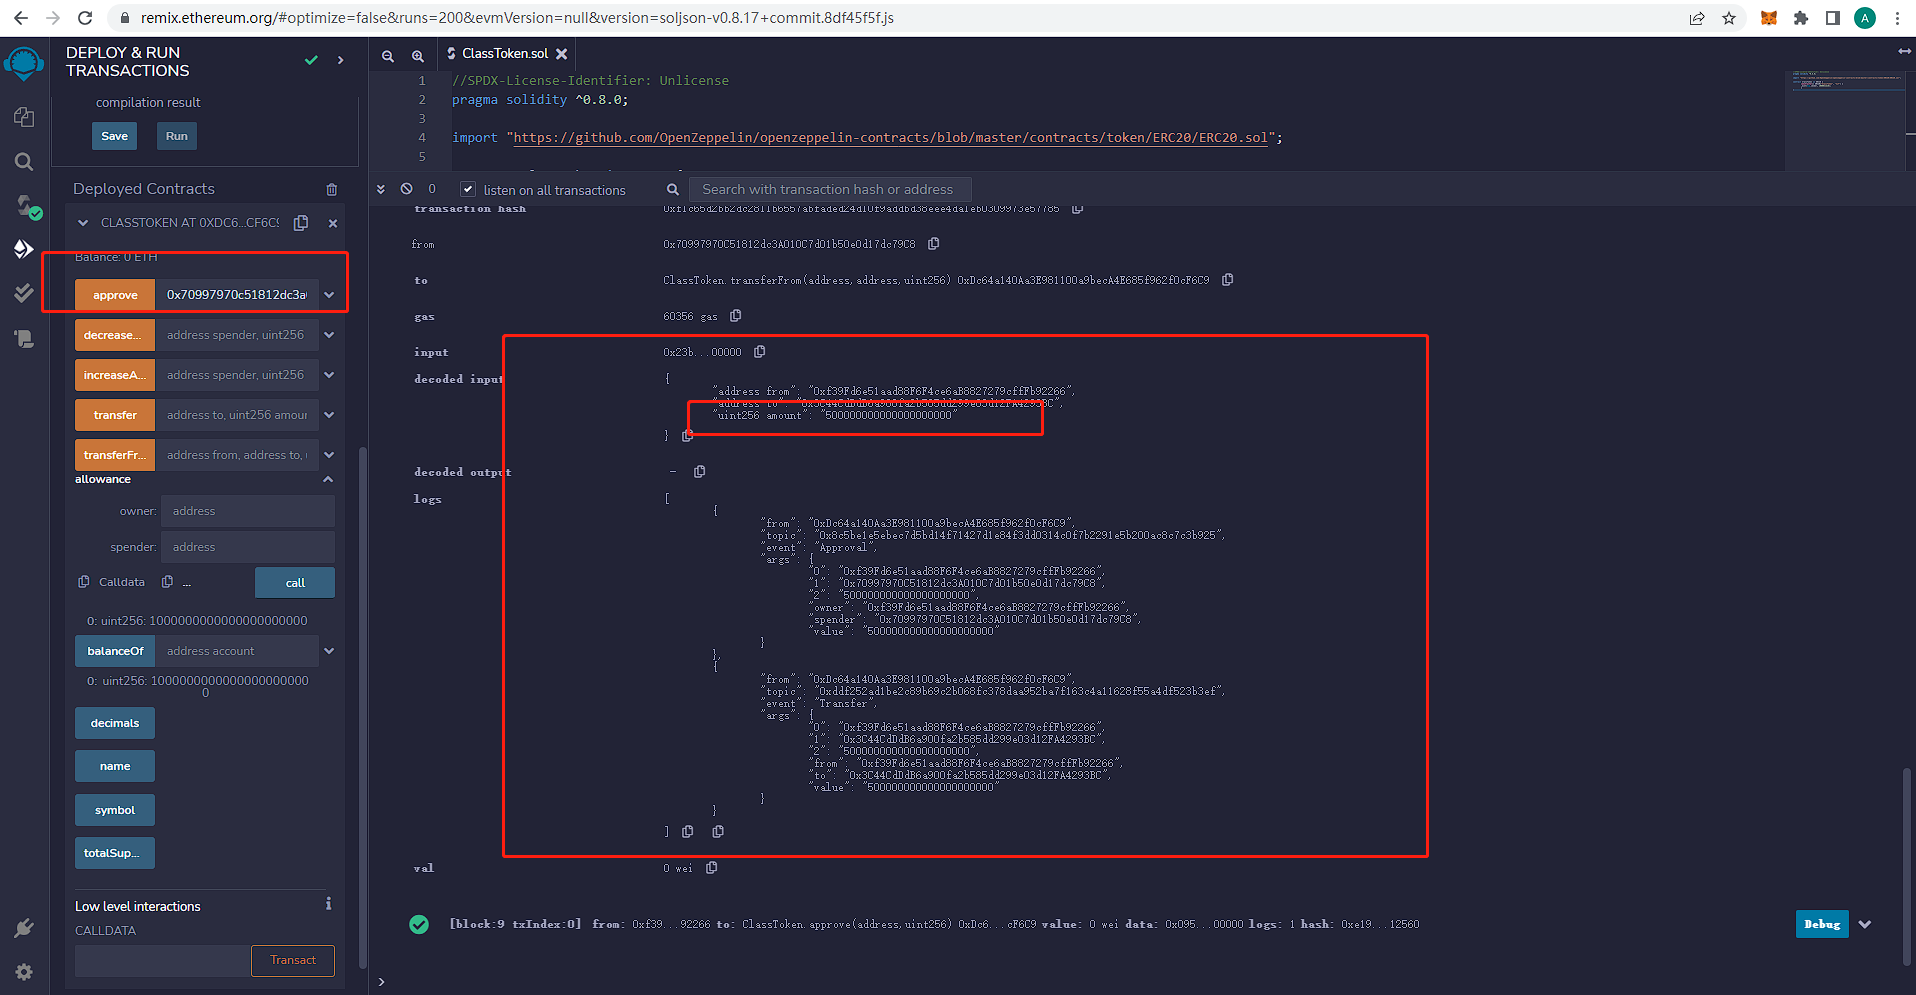 remix.ethereum.org/#optimize=false&runs=200&evmVersion=null&version=soljson-v0.8.17+commit.8df45f5f.js
A
DEPLOY & RUN
TRANSACTIONS
compilation result
Save
Run
Deployed Contracts
CLASSTOKEN AT 0XDC6...CF6C9
Balance: 0 ETH
approve
0x70997970c51812dc3a
decrease...
address spender, uint256
increaseA...
address spender, uint256
transfer
address to, uint256 amour
transferFr...
address from, address to,
allowance
owner:
address
spender:
address
Calldata
...
call
0: uint256: 1000000000000000000000
balanceOf
address account
decimals
name
symbol
totalSup...
Low level interactions
i
CALLDATA
Transact
ClassToken.sol
1 //SPDX-License-Identifier: Unlicense
2 pragma solidity ^0.8.0;
3
4 import "https://github.com/OpenZeppelin/openzeppelin-contracts/blob/master/contracts/token/ERC20/ERC20.sol";
5
0
listen on all transactions
Search with transaction hash or address
transaction hash
from 0x70997970C51812dc3A010C7d01b50e0d17dc79C8
to ClassToken.transferFrom(address,address,uint256) 0xDc64a140Aa3E981100a9becA4E685f962f0cF6C9
gas 60356 gas
input 0x23b...00000
decoded input {
"address from": "0xf39Fd6e51aad88F6F4ce6aB8827279cffFb92266",
"address to": "0x3C44CdDdB6a900fa2b585dd299e03d12FA4293BC",
"uint256 amount": "500000000000000000000"
}
decoded output -
logs [
{
"from": "0xDc64a140Aa3E981100a9becA4E685f962f0cF6C9",
"topic": "0x8c5be1e5ebec7d5bd14f71427d1e84f3dd0314c0f7b2291e5b200ac8c7c3b925",
"event": "Approval",
"args": {
"0": "0xf39Fd6e51aad88F6F4ce6aB8827279cffFb92266",
"1": "0x70997970C51812dc3A010C7d01b50e0d17dc79C8",
"2": "500000000000000000000",
"owner": "0xf39Fd6e51aad88F6F4ce6aB8827279cffFb92266",
"spender": "0x70997970C51812dc3A010C7d01b50e0d17dc79C8",
"value": "500000000000000000000"
}
},
{
"from": "0xDc64a140Aa3E981100a9becA4E685f962f0cF6C9",
"topic": "0xddf252ad1be2c89b69c2b068fc378daa952ba7f163c4a11628f55a4df523b3ef",
"event": "Transfer",
"args": {
"0": "0xf39Fd6e51aad88F6F4ce6aB8827279cffFb92266",
"1": "0x3C44CdDdB6a900fa2b585dd299e03d12FA4293BC",
"2": "500000000000000000000",
"from": "0xf39Fd6e51aad88F6F4ce6aB8827279cffFb92266",
"to": "0x3C44CdDdB6a900fa2b585dd299e03d12FA4293BC",
"value": "500000000000000000000"
}
}
]
val 0 wei
[block:9 txIndex:0] from: 0xf39...92266 to: ClassToken.approve(address,uint256) 0xDc6...cF6C9 value: 0 wei data: 0x095...00000 logs: 1 hash: 0xe19...12560
Debug
>